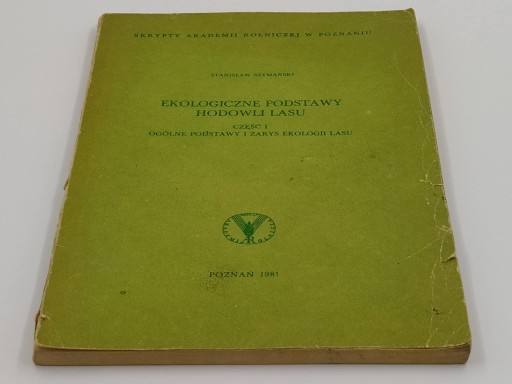 SKRYPTY AKADEMII ROLNICZEJ W POZNANIU
STANISŁAW SZYMAŃSKI
EKOLOGICZNE PODSTAWY
HODOWLI LASU
CZĘŚĆ I
OGÓLNE PODSTAWY I ZARYS EKOLOGII LASU
POZNAŃ 1981